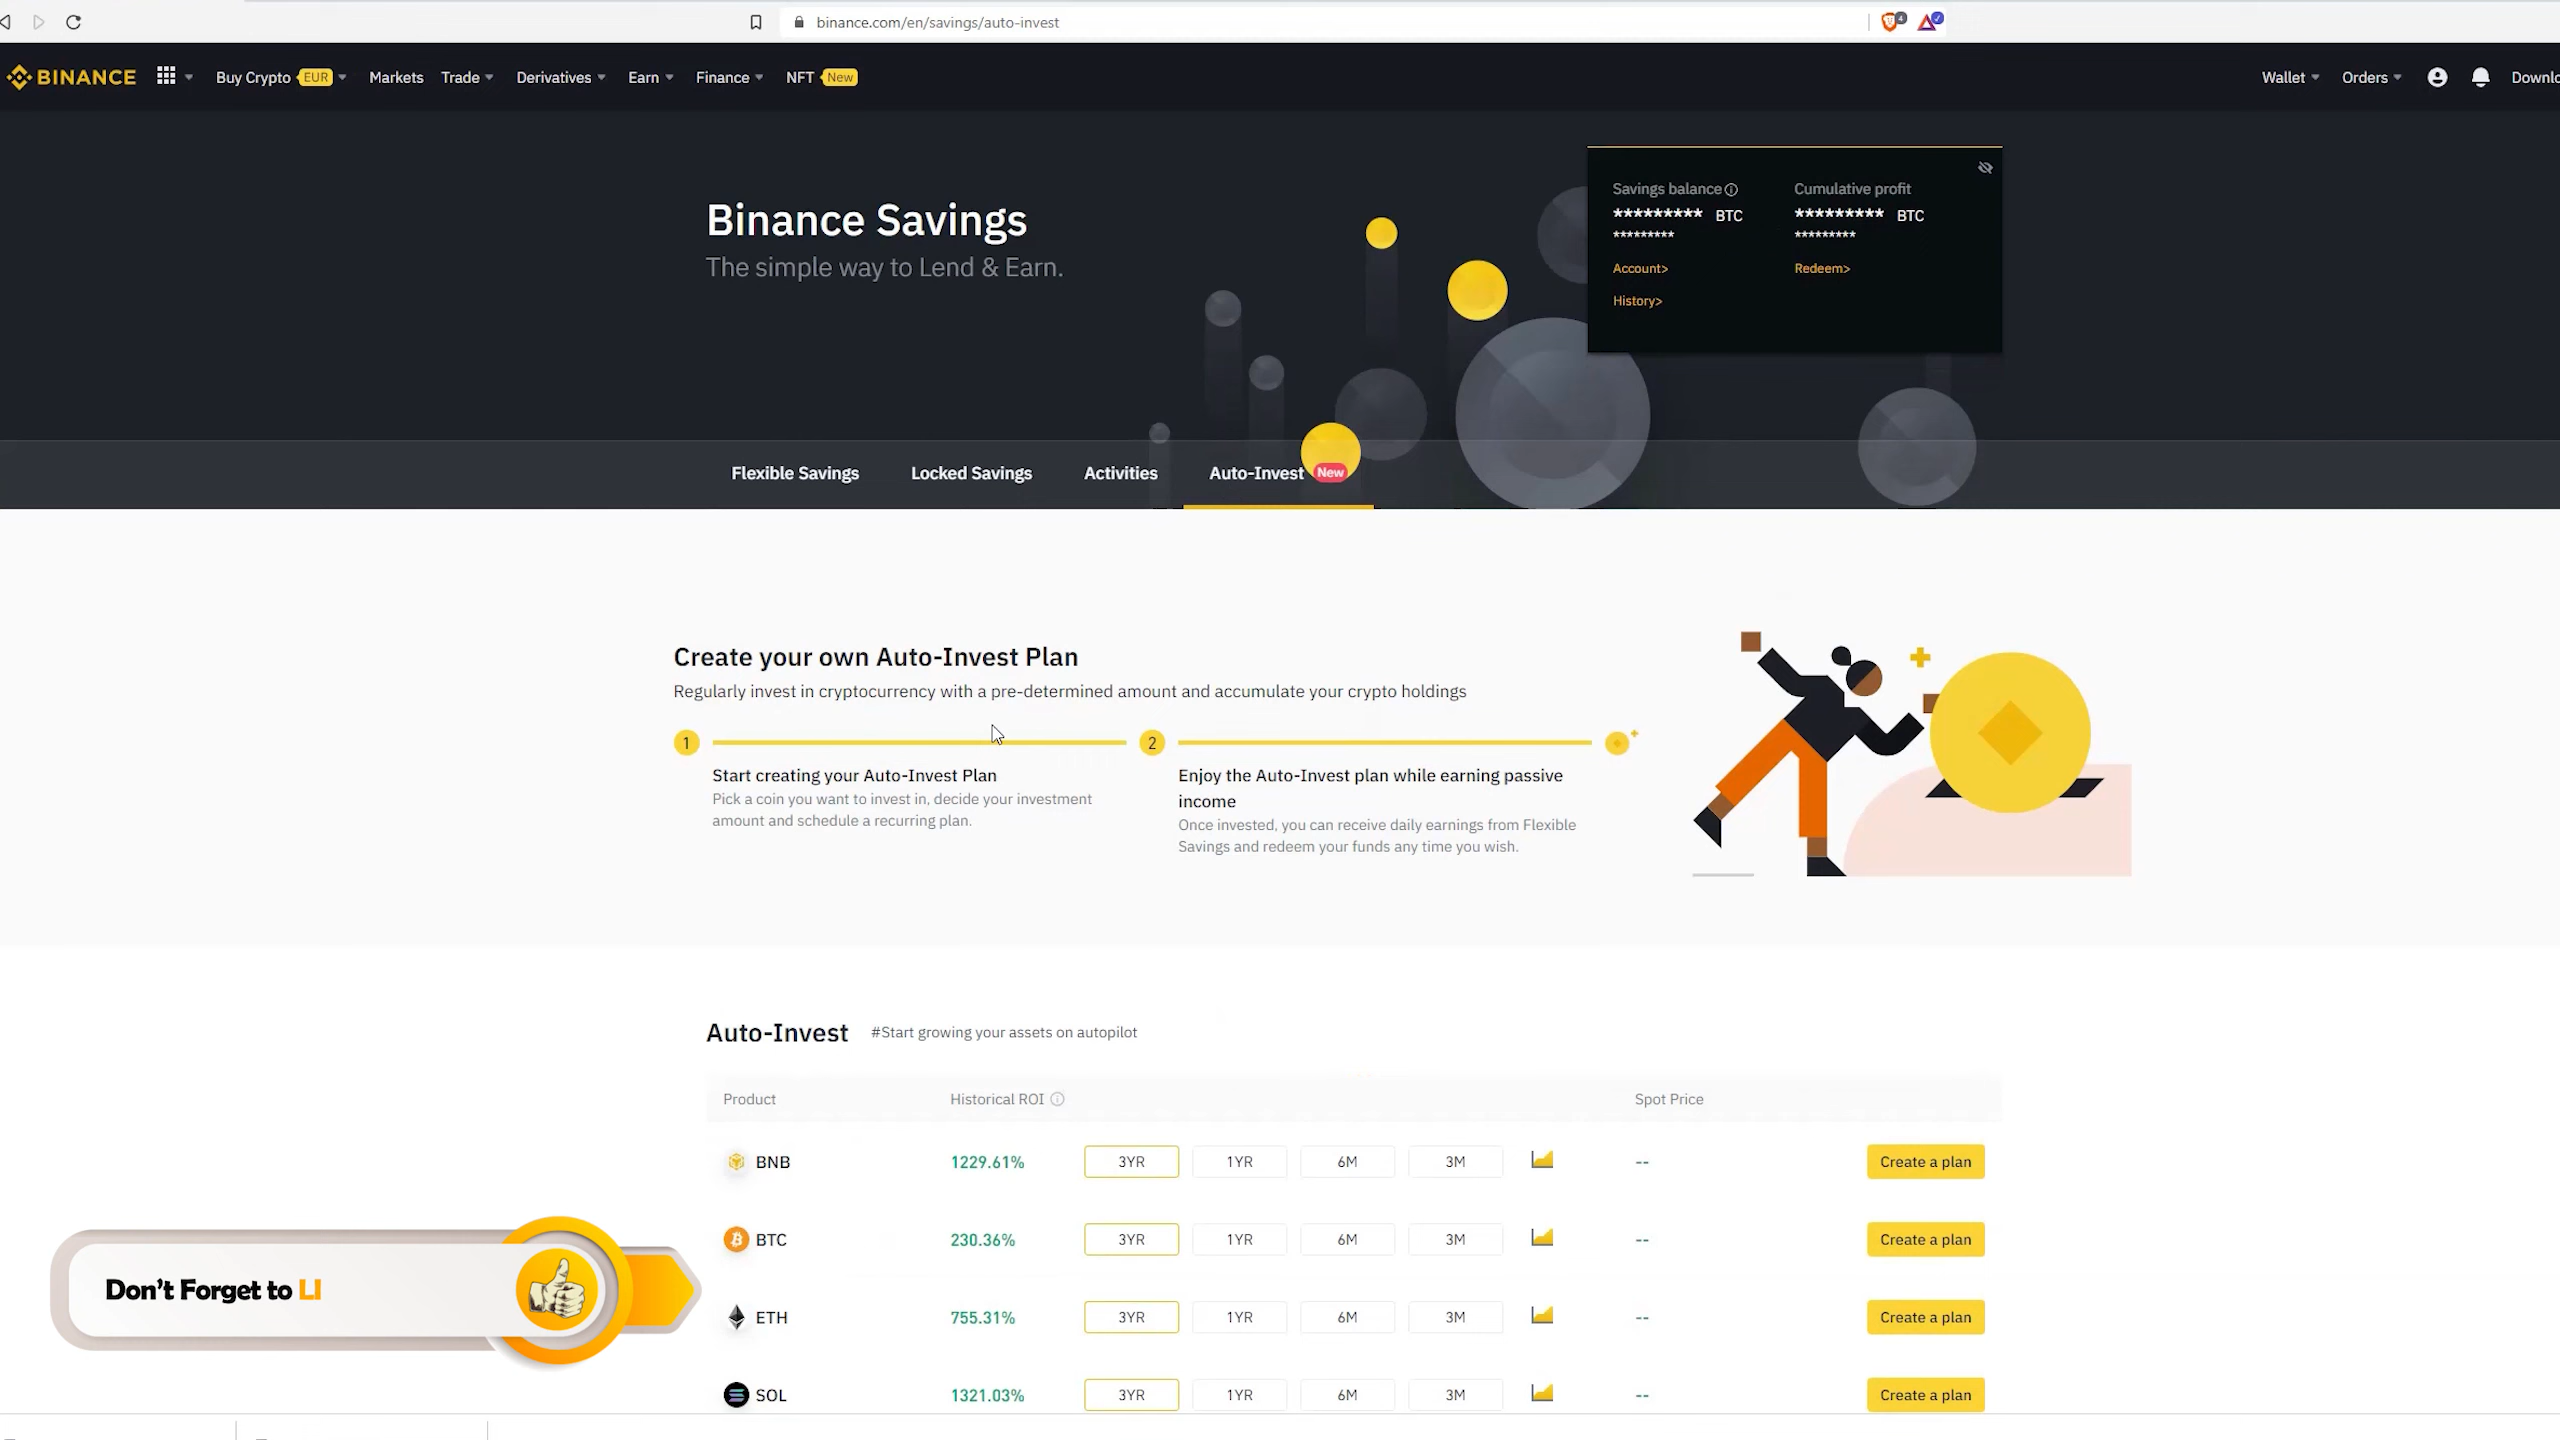 binance.com/en/savings/auto-invest
4
BINANCE
Buy Crypto EUR
Markets
Trade
Derivatives
Earn
Finance
NFT New
Wallet
Orders
Downlo
Binance Savings
The simple way to Lend & Earn.
Savings balance
Cumulative profit
********* BTC
********* BTC
*********
*********
Account>
Redeem>
History>
Flexible Savings
Locked Savings
Activities
Auto-Invest New
Create your own Auto-Invest Plan
Regularly invest in cryptocurrency with a pre-determined amount and accumulate your crypto holdings
1
2
Start creating your Auto-Invest Plan
Pick a coin you want to invest in, decide your investment
amount and schedule a recurring plan.
Enjoy the Auto-Invest plan while earning passive
income
Once invested, you can receive daily earnings from Flexible
Savings and redeem your funds any time you wish.
Auto-Invest #Start growing your assets on autopilot
Product Historical ROI Spot Price
BNB 1229.61% 3YR 1YR 6M 3M -- Create a plan
BTC 230.36% 3YR 1YR 6M 3M -- Create a plan
ETH 755.31% 3YR 1YR 6M 3M -- Create a plan
SOL 1321.03% 3YR 1YR 6M 3M -- Create a plan
Don't Forget to LI